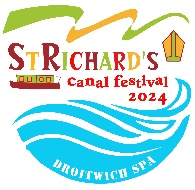 STRICHARD'S
canal festival
2024
DROITWICH SPA